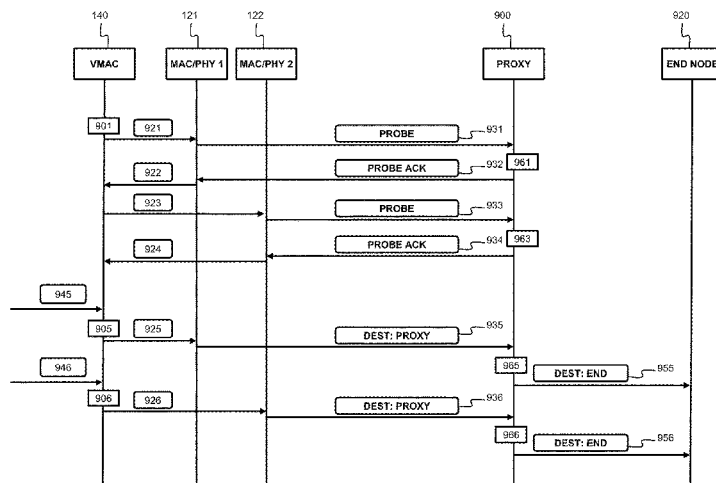 140 121 122 900 920
VMAC MAC/PHY 1 MAC/PHY 2 PROXY END NODE
901 921 PROBE 931
922 PROBE ACK 932 961
923 PROBE 933
924 PROBE ACK 934 963
945
905 925 DEST: PROXY 935
946 965 DEST: END 955
906 926 DEST: PROXY 936
966 DEST: END 956